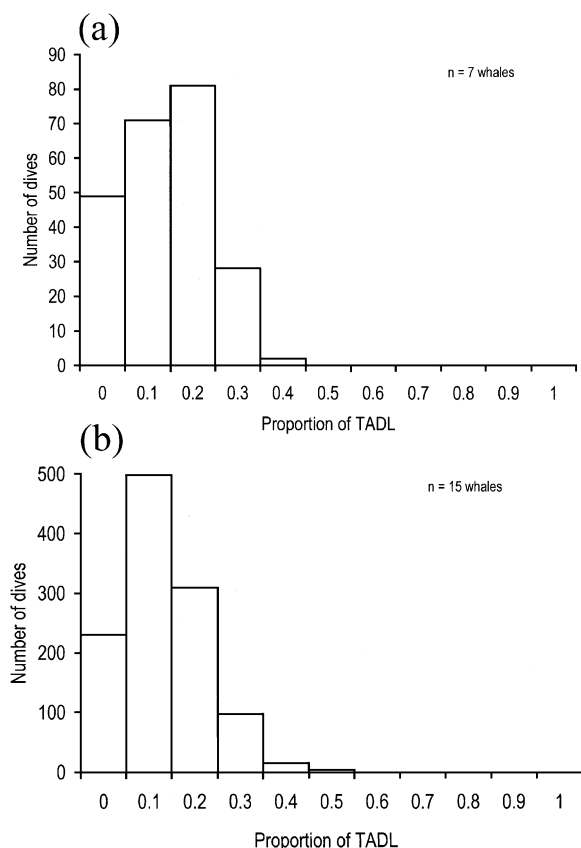 (a)
90
80
70
60
50
40
30
20
10
0
Number of dives
n = 7 whales
0 0.1 0.2 0.3 0.4 0.5 0.6 0.7 0.8 0.9 1
Proportion of TADL
(b)
500
400
300
200
100
0
Number of dives
n = 15 whales
0 0.1 0.2 0.3 0.4 0.5 0.6 0.7 0.8 0.9 1
Proportion of TADL